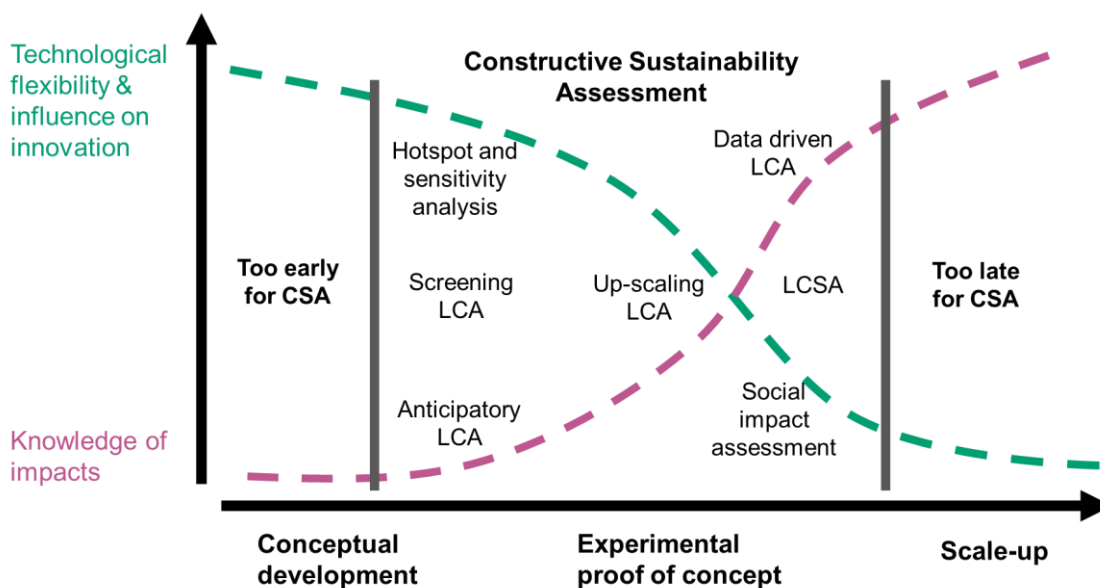 Technological
flexibility &
influence on
innovation
Constructive Sustainability
Assessment
Hotspot and
sensitivity
analysis
Data driven
LCA
Too early
for CSA
Screening
LCA
Up-scaling
LCA
LCSA
Too late
for CSA
Anticipatory
LCA
Social
impact
assessment
Knowledge of
impacts
Conceptual
development
Experimental
proof of concept
Scale-up